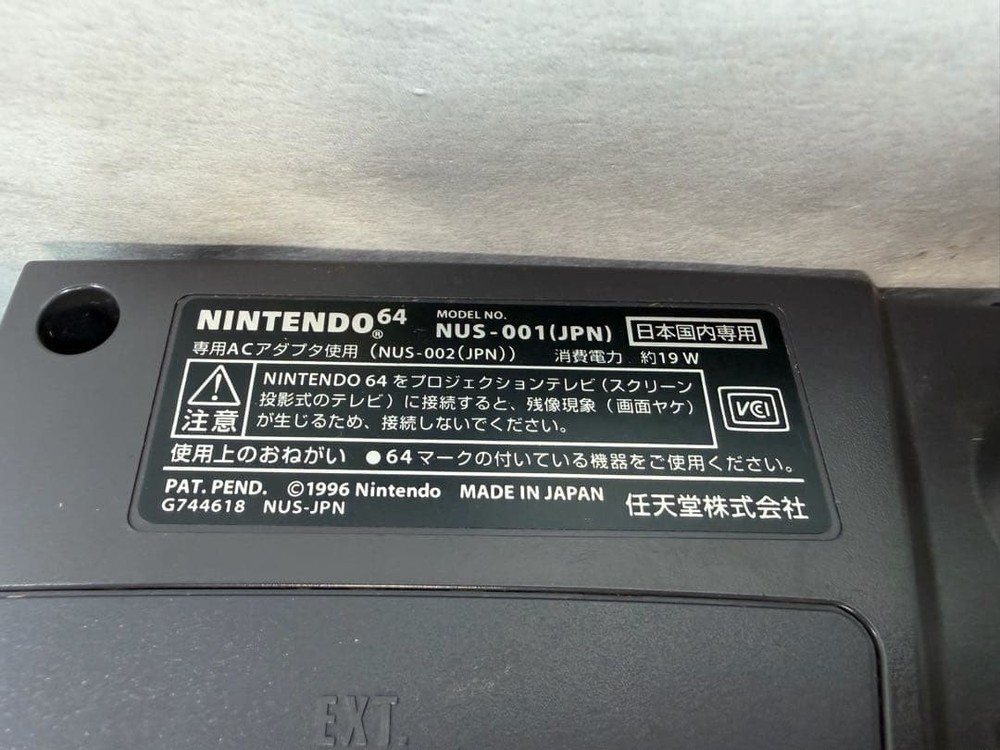 NINTENDO64® MODEL NO. NUS-001(JPN) 日本国内専用
専用ACアダプタ使用(NUS-002(JPN)) 消費電力 約19W
注意
NINTENDO 64 をプロジェクションテレビ(スクリーン
投影式のテレビ)に接続すると、残像現象(画面ヤケ)
が生じるため、接続しないでください。
VCI
使用上のおねがい ●64マークの付いている機器をご使用ください。
PAT. PEND. ©1996 Nintendo MADE IN JAPAN 任天堂株式会社
G744618 NUS-JPN
EXT.